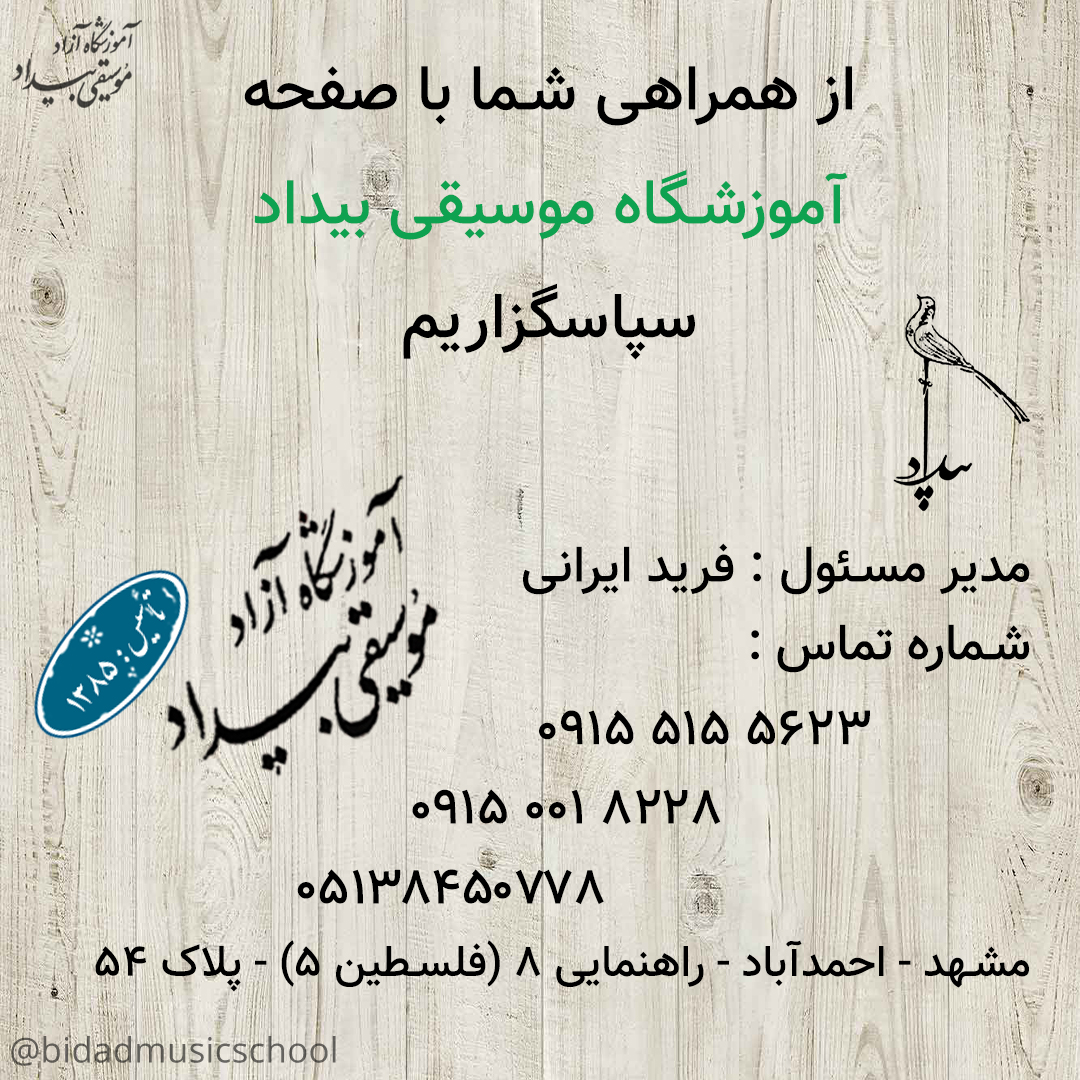 آموزشگاه آزاد
موسیقی بیداد
از همراهی شما با صفحه
آموزشگاه موسیقی بیداد
سپاسگزاریم
بیداد
مدیر مسئول : فرید ایرانی
شماره تماس :
آموزشگاه آزاد
موسیقی بیداد
تأسیس: ۱۳۸۵
۰۹۱۵ ۵۱۵ ۵۶۲۳
۰۹۱۵ ۰۰۱ ۸۲۲۸
۰۵۱۳۸۴۵۰۷۷۸
مشهد - احمدآباد - راهنمایی ۸ (فلسطین ۵) - پلاک ۵۴
@bidadmusicschool